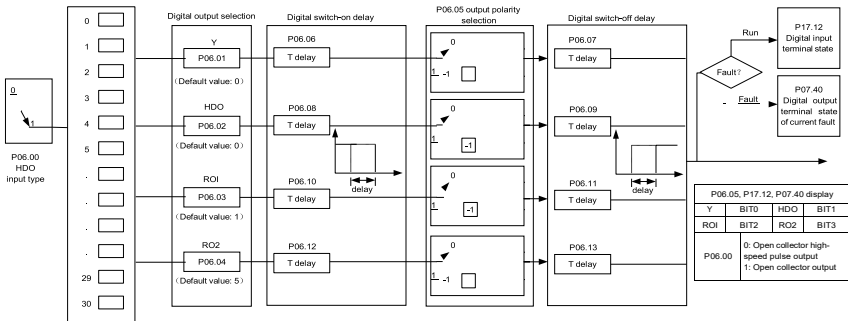 0
1
P06.00
HDO
input type
0
1
2
3
4
5
.
.
.
.
29
30
Digital output selection
Y
P06.01
(Default value: 0)
HDO
P06.02
(Default value: 0)
ROI
P06.03
(Default value: 1)
RO2
P06.04
(Default value: 5)
Digital switch-on delay
P06.06
T delay
P06.08
T delay
delay
P06.10
T delay
P06.12
T delay
P06.05 output polarity
selection
0
1 -1
0
1
-1
0
1
-1
0
1 -1
Digital switch-off delay
P06.07
T delay
P06.09
T delay
delay
P06.11
T delay
P06.13
T delay
Run
Fault?
Fault
P17.12
Digital input
terminal state
P07.40
Digital output
terminal state
of current fault
P06.05, P17.12, P07.40 display
Y BIT0 HDO BIT1
ROI BIT2 RO2 BIT3
P06.00
0: Open collector high-
speed pulse output
1: Open collector output